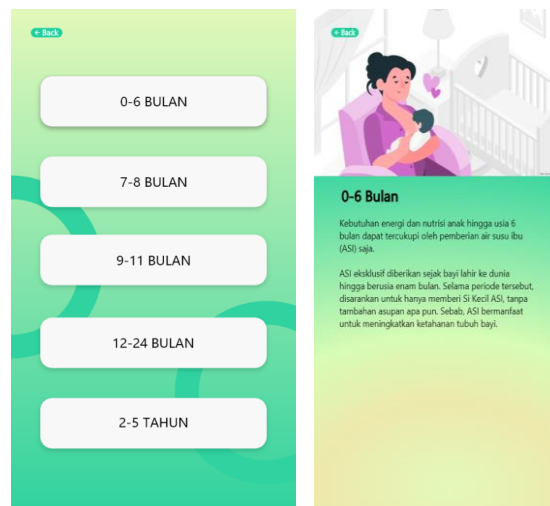 ← Back
0-6 BULAN
7-8 BULAN
9-11 BULAN
12-24 BULAN
2-5 TAHUN
← Back
0-6 Bulan
Kebutuhan energi dan nutrisi anak hingga usia 6
bulan dapat tercukupi oleh pemberian air susu ibu
(ASI) saja.
ASI eksklusif diberikan sejak bayi lahir ke dunia
hingga berusia enam bulan. Selama periode tersebut,
disarankan untuk hanya memberi Si Kecil ASI, tanpa
tambahan asupan apa pun. Sebab, ASI bermanfaat
untuk meningkatkan ketahanan tubuh bayi.